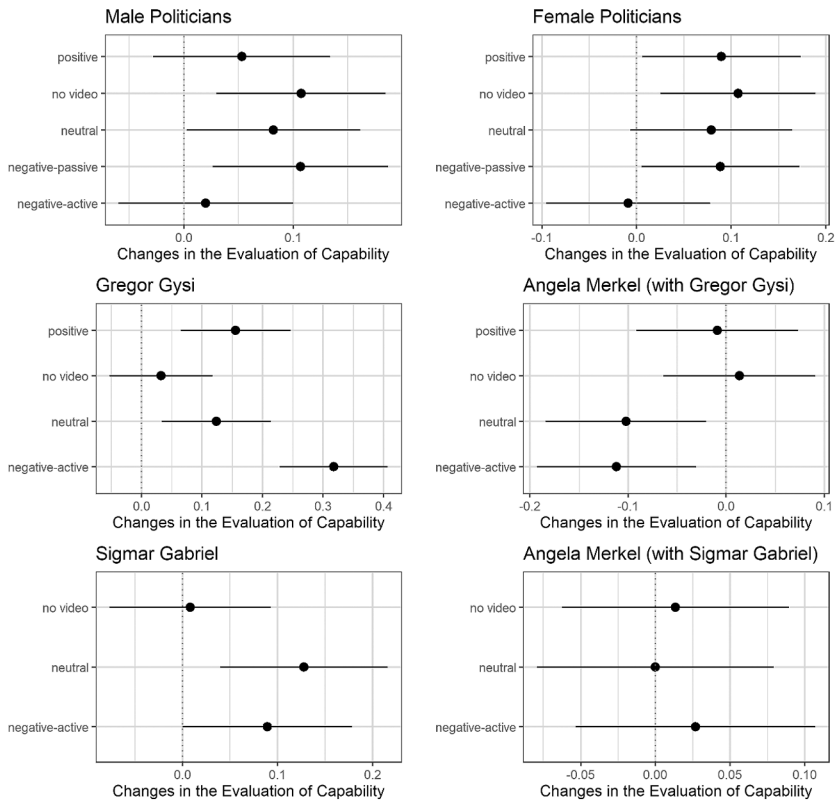 Male Politicians
positive
no video
neutral
negative-passive
negative-active
0.0 0.1
Changes in the Evaluation of Capability
Female Politicians
positive
no video
neutral
negative-passive
negative-active
-0.1 0.0 0.1 0.2
Changes in the Evaluation of Capability
Gregor Gysi
positive
no video
neutral
negative-active
0.0 0.1 0.2 0.3 0.4
Changes in the Evaluation of Capability
Angela Merkel (with Gregor Gysi)
positive
no video
neutral
negative-active
-0.2 -0.1 0.0 0.1
Changes in the Evaluation of Capability
Sigmar Gabriel
no video
neutral
negative-active
0.0 0.1 0.2
Changes in the Evaluation of Capability
Angela Merkel (with Sigmar Gabriel)
no video
neutral
negative-active
-0.05 0.00 0.05 0.10
Changes in the Evaluation of Capability